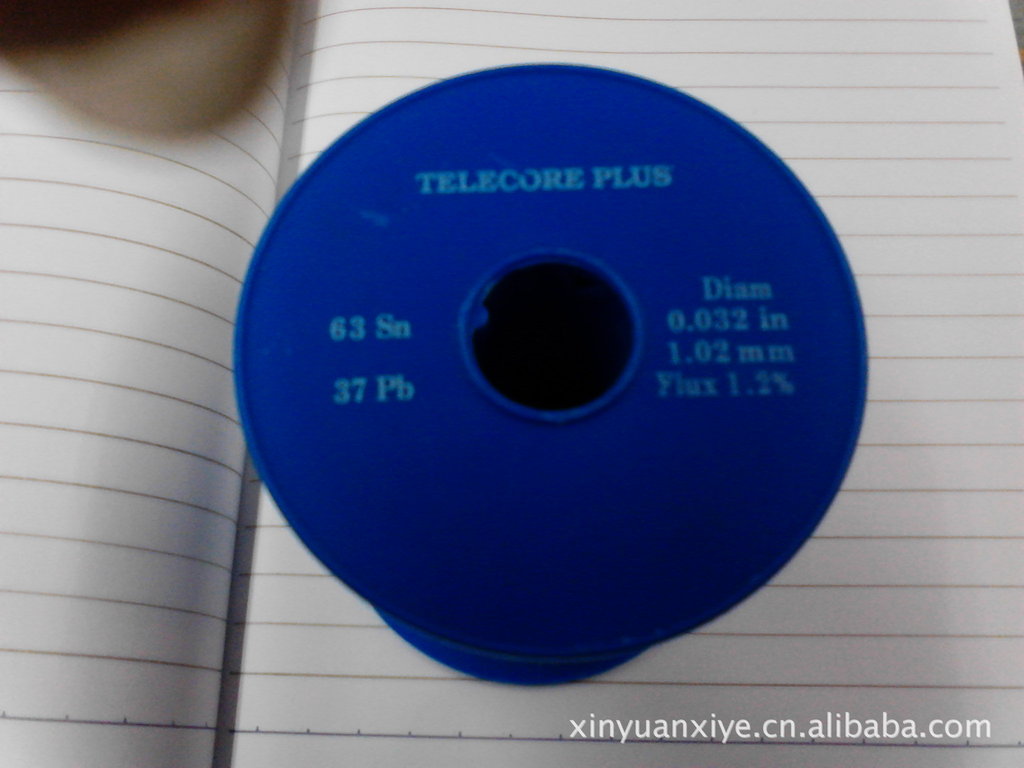 TELECORE PLUS
63 Sn
37 Pb
Diam
0.032 in
1.02 mm
Flux 1.2%
xinyuanxiye.cn.alibaba.com